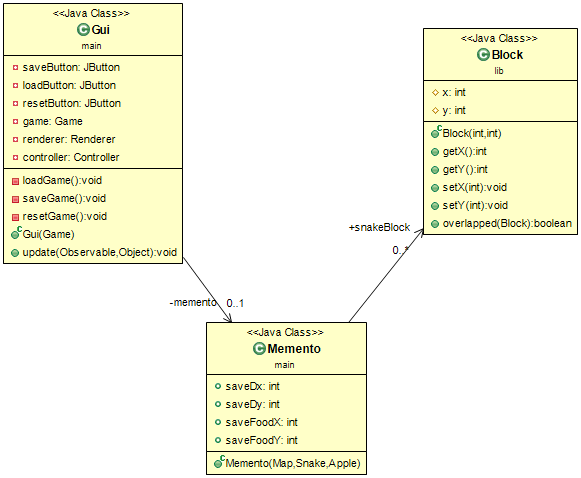 <<Java Class>>
Gui
main
saveButton: JButton
loadButton: JButton
resetButton: JButton
game: Game
renderer: Renderer
controller: Controller
loadGame():void
saveGame():void
resetGame():void
Gui(Game)
update(Observable,Object):void
<<Java Class>>
Block
lib
x: int
y: int
Block(int,int)
getX():int
getY():int
setX(int):void
setY(int):void
overlapped(Block):boolean
+snakeBlock
0..*
-memento
0..1
<<Java Class>>
Memento
main
saveDx: int
saveDy: int
saveFoodX: int
saveFoodY: int
Memento(Map,Snake,Apple)